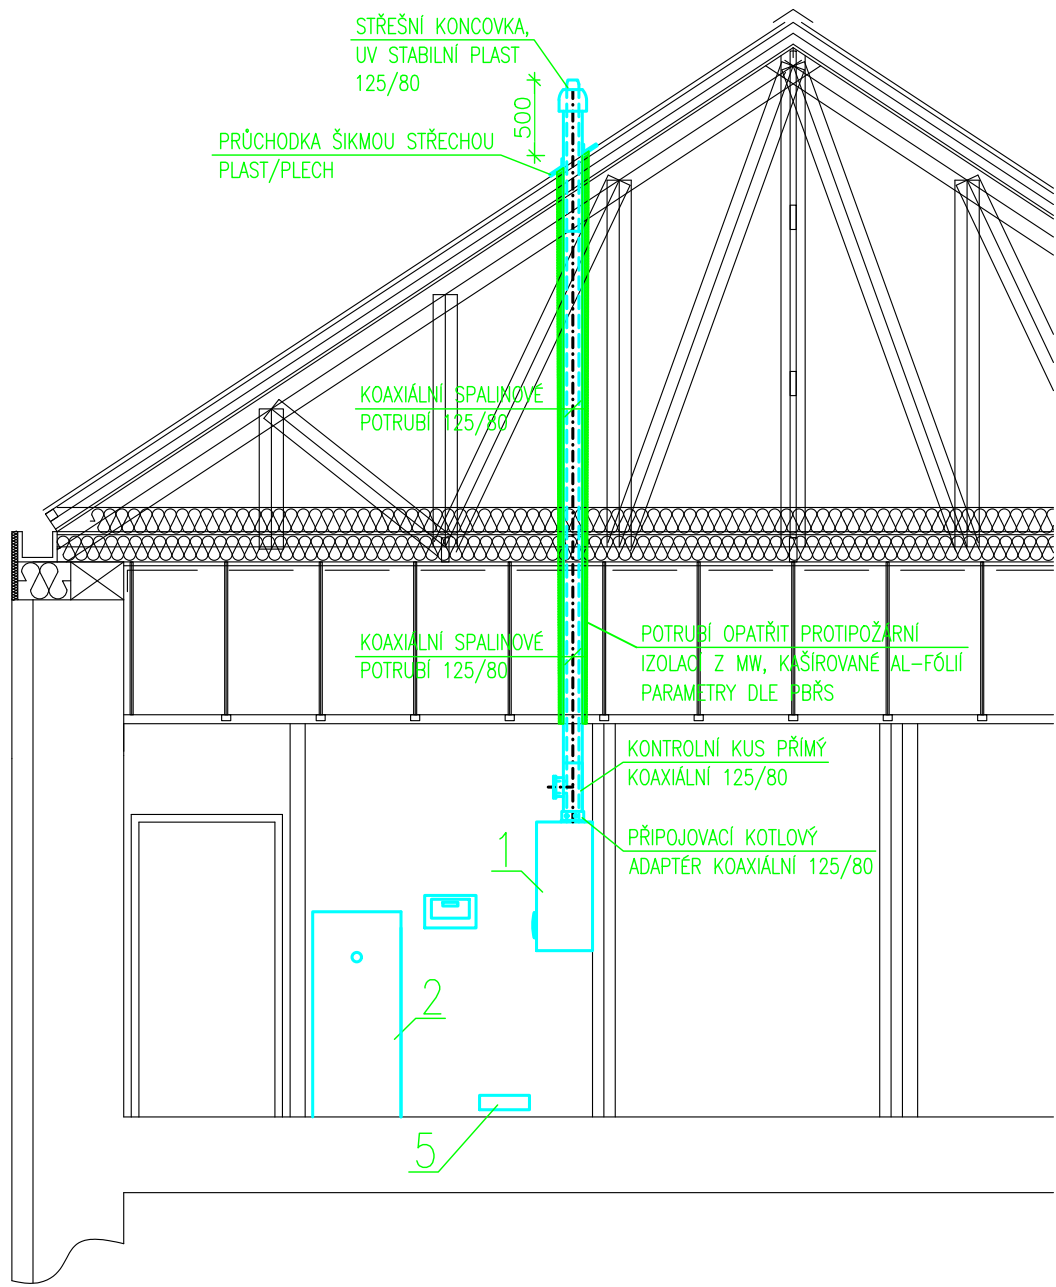 STŘEŠNÍ KONCOVKA,
UV STABILNÍ PLAST
125/80
500
PRŮCHODKA ŠIKMOU STŘECHOU
PLAST/PLECH
KOAXIÁLNÍ SPALINOVÉ
POTRUBÍ 125/80
KOAXIÁLNÍ SPALINOVÉ
POTRUBÍ 125/80
POTRUBÍ OPATŘIT PROTIPOŽÁRNÍ
IZOLACÍ Z MW, KAŠÍROVANÉ AL-FÓLIÍ
PARAMETRY DLE PBŘS
KONTROLNÍ KUS PŘÍMÝ
KOAXIÁLNÍ 125/80
PŘIPOJOVACÍ KOTLOVÝ
ADAPTÉR KOAXIÁLNÍ 125/80
1
2
5